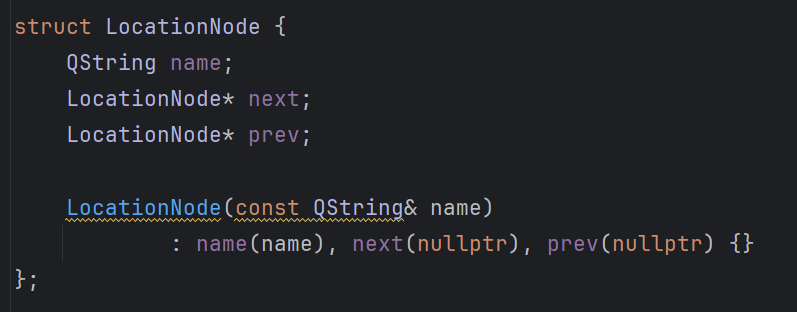 struct LocationNode {
    QString name;
    LocationNode* next;
    LocationNode* prev;
    LocationNode(const QString& name)
            : name(name), next(nullptr), prev(nullptr) {}
};